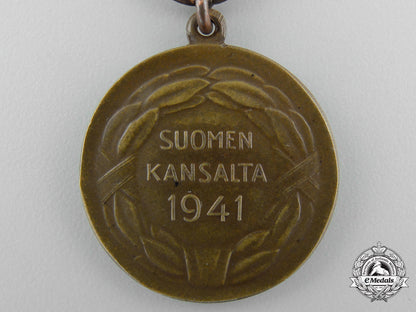 SUOMEN
KANSALTA
1941
eMedals